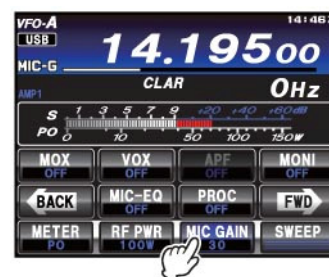 VFO-A 14:46
USB
14.19500
MIC-G
CLAR 0Hz
AMP1
S 1 3 5 7 9 +20 +40 +60dB
PO 0 10 50 100 150W
MOX VOX APF MONI
OFF OFF OFF OFF
BACK MIC-EQ PROC FWD
OFF OFF
METER RF PWR MIC GAIN SWEEP
PO 100W 30